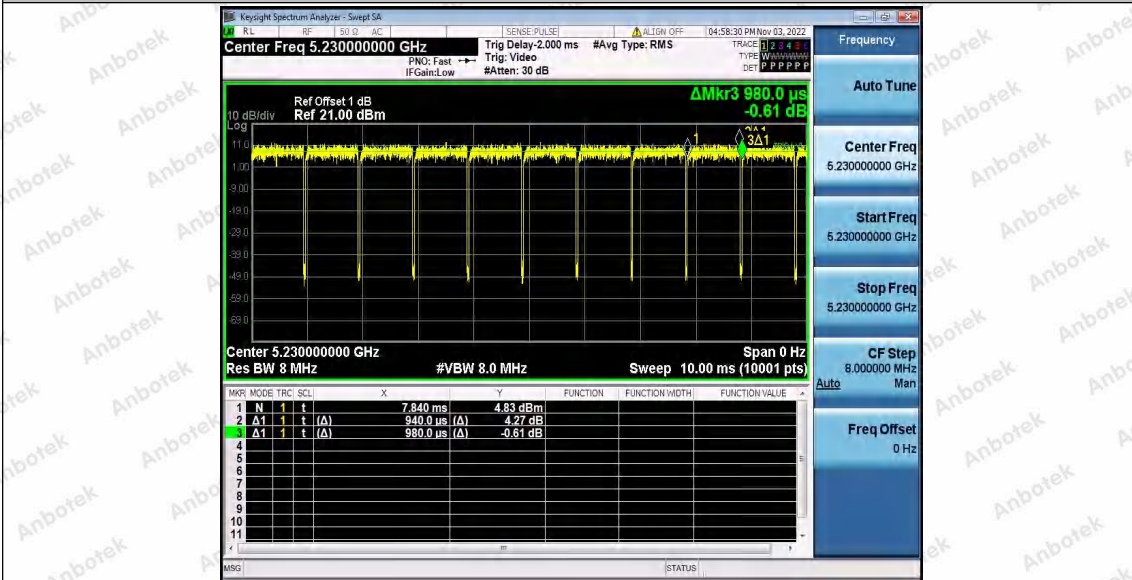 Keysight Spectrum Analyzer - Swept SA
RL RF 50 Ω AC SENSE:PULSE ALIGN OFF 04:58:30 PM Nov 03, 2022
Center Freq 5.230000000 GHz
PNO: Fast
IFGain:Low
Trig Delay-2.000 ms
Trig: Video
#Atten: 30 dB
#Avg Type: RMS
TRACE 1 2 3 4 5 6
TYPE
DET P P P P P P
ΔMkr3 980.0 µs
-0.61 dB
Ref Offset 1 dB
10 dB/div Ref 21.00 dBm
Log
11.0
1.00
-9.00
-19.0
-29.0
-39.0
-49.0
-59.0
-69.0
1
3Δ1
Center 5.230000000 GHz Span 0 Hz
Res BW 8 MHz #VBW 8.0 MHz Sweep 10.00 ms (10001 pts)
MKR MODE TRC SCL X Y FUNCTION FUNCTION WIDTH FUNCTION VALUE
1 N 1 t 7.840 ms 4.83 dBm
2 Δ1 1 t (Δ) 940.0 µs (Δ) 4.27 dB
3 Δ1 1 t (Δ) 980.0 µs (Δ) -0.61 dB
4
5
6
7
8
9
10
11
MSG STATUS
Frequency
Auto Tune
Center Freq
5.230000000 GHz
Start Freq
5.230000000 GHz
Stop Freq
5.230000000 GHz
CF Step
8.000000 MHz
Auto Man
Freq Offset
0 Hz
Anbotek